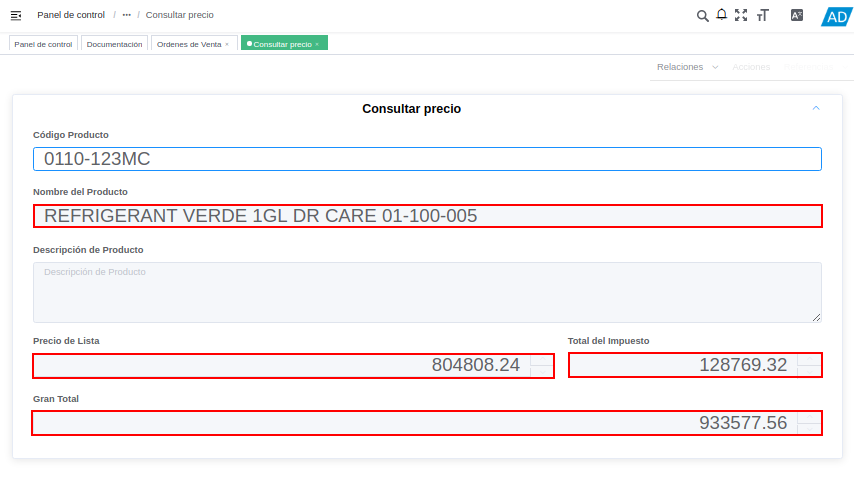 Panel de control / ••• / Consultar precio
AD
Panel de control Documentación Ordenes de Venta × Consultar precio ×
Relaciones Acciones
Consultar precio
Código Producto
0110-123MC
Nombre del Producto
REFRIGERANT VERDE 1GL DR CARE 01-100-005
Descripción de Producto
Descripción de Producto
Precio de Lista Total del Impuesto
804808.24 128769.32
Gran Total
933577.56